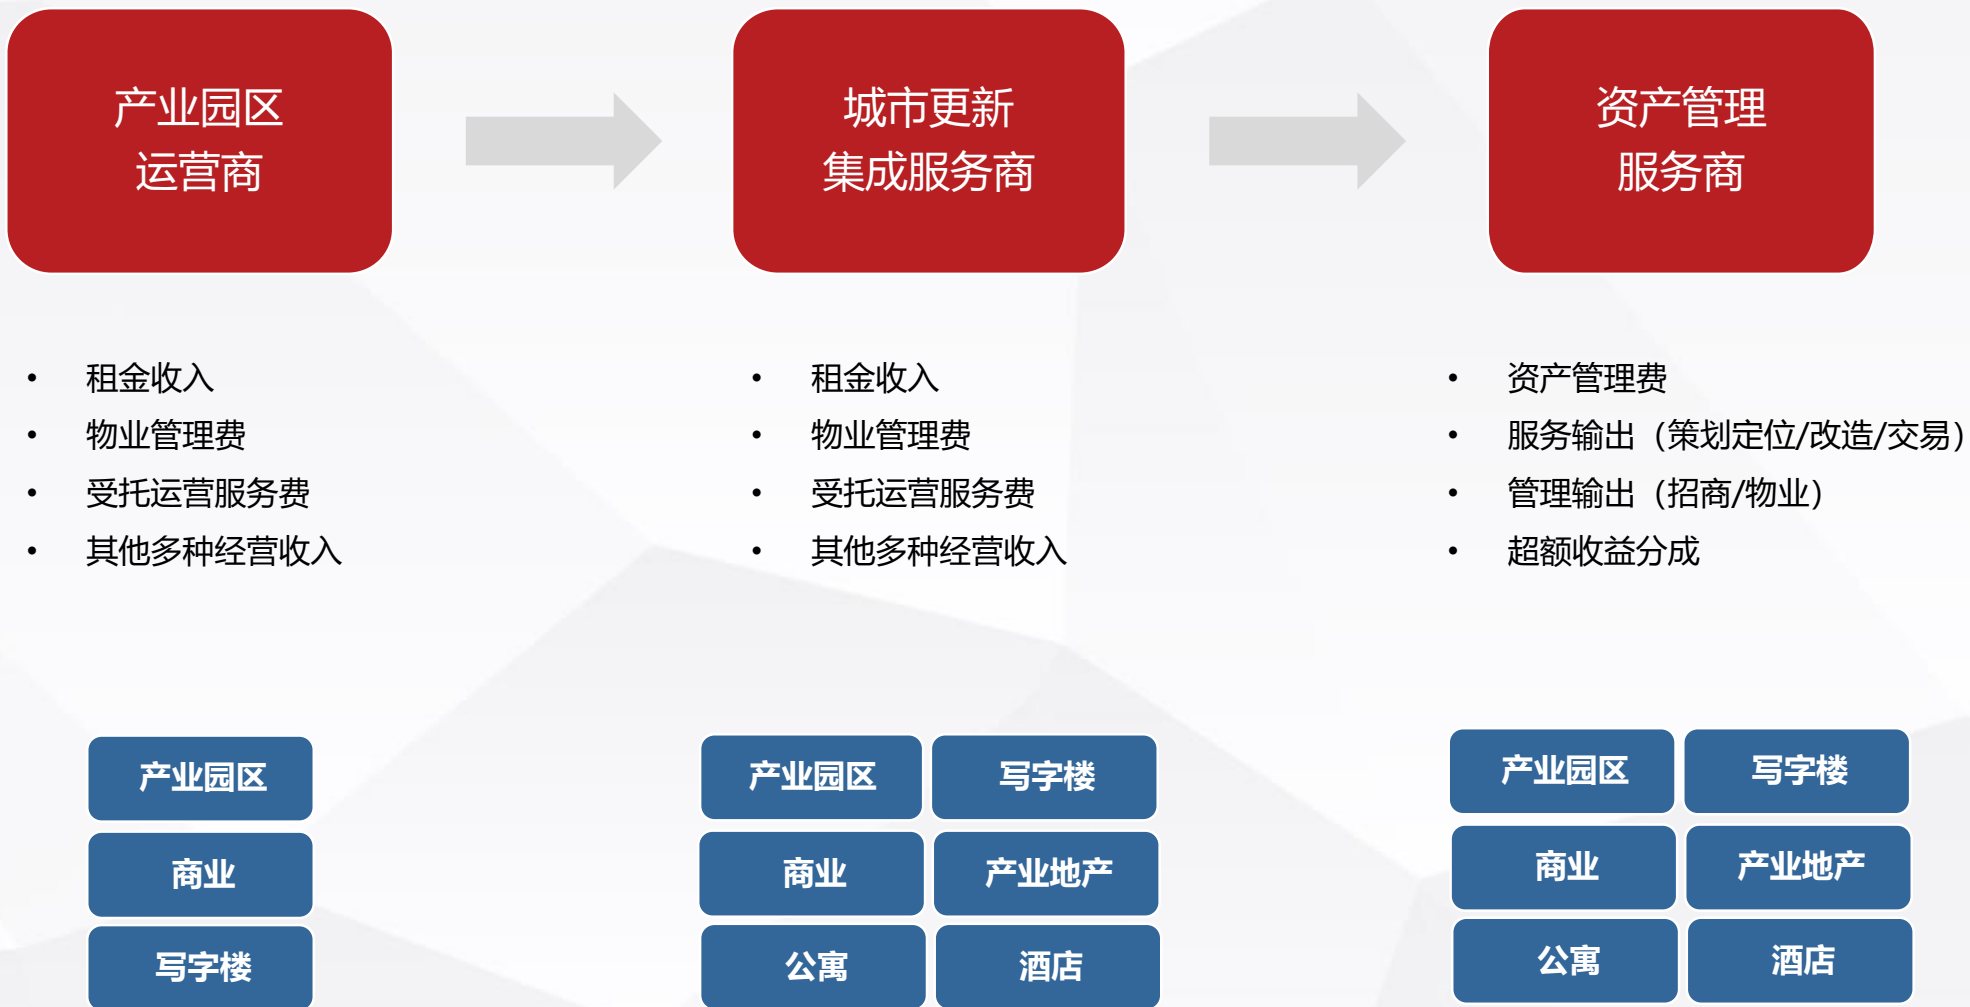 产业园区
运营商
城市更新
集成服务商
资产管理
服务商
• 租金收入
• 物业管理费
• 受托运营服务费
• 其他多种经营收入
• 租金收入
• 物业管理费
• 受托运营服务费
• 其他多种经营收入
• 资产管理费
• 服务输出（策划定位/改造/交易）
• 管理输出（招商/物业）
• 超额收益分成
产业园区
商业
写字楼
产业园区 写字楼
商业 产业地产
公寓 酒店
产业园区 写字楼
商业 产业地产
公寓 酒店